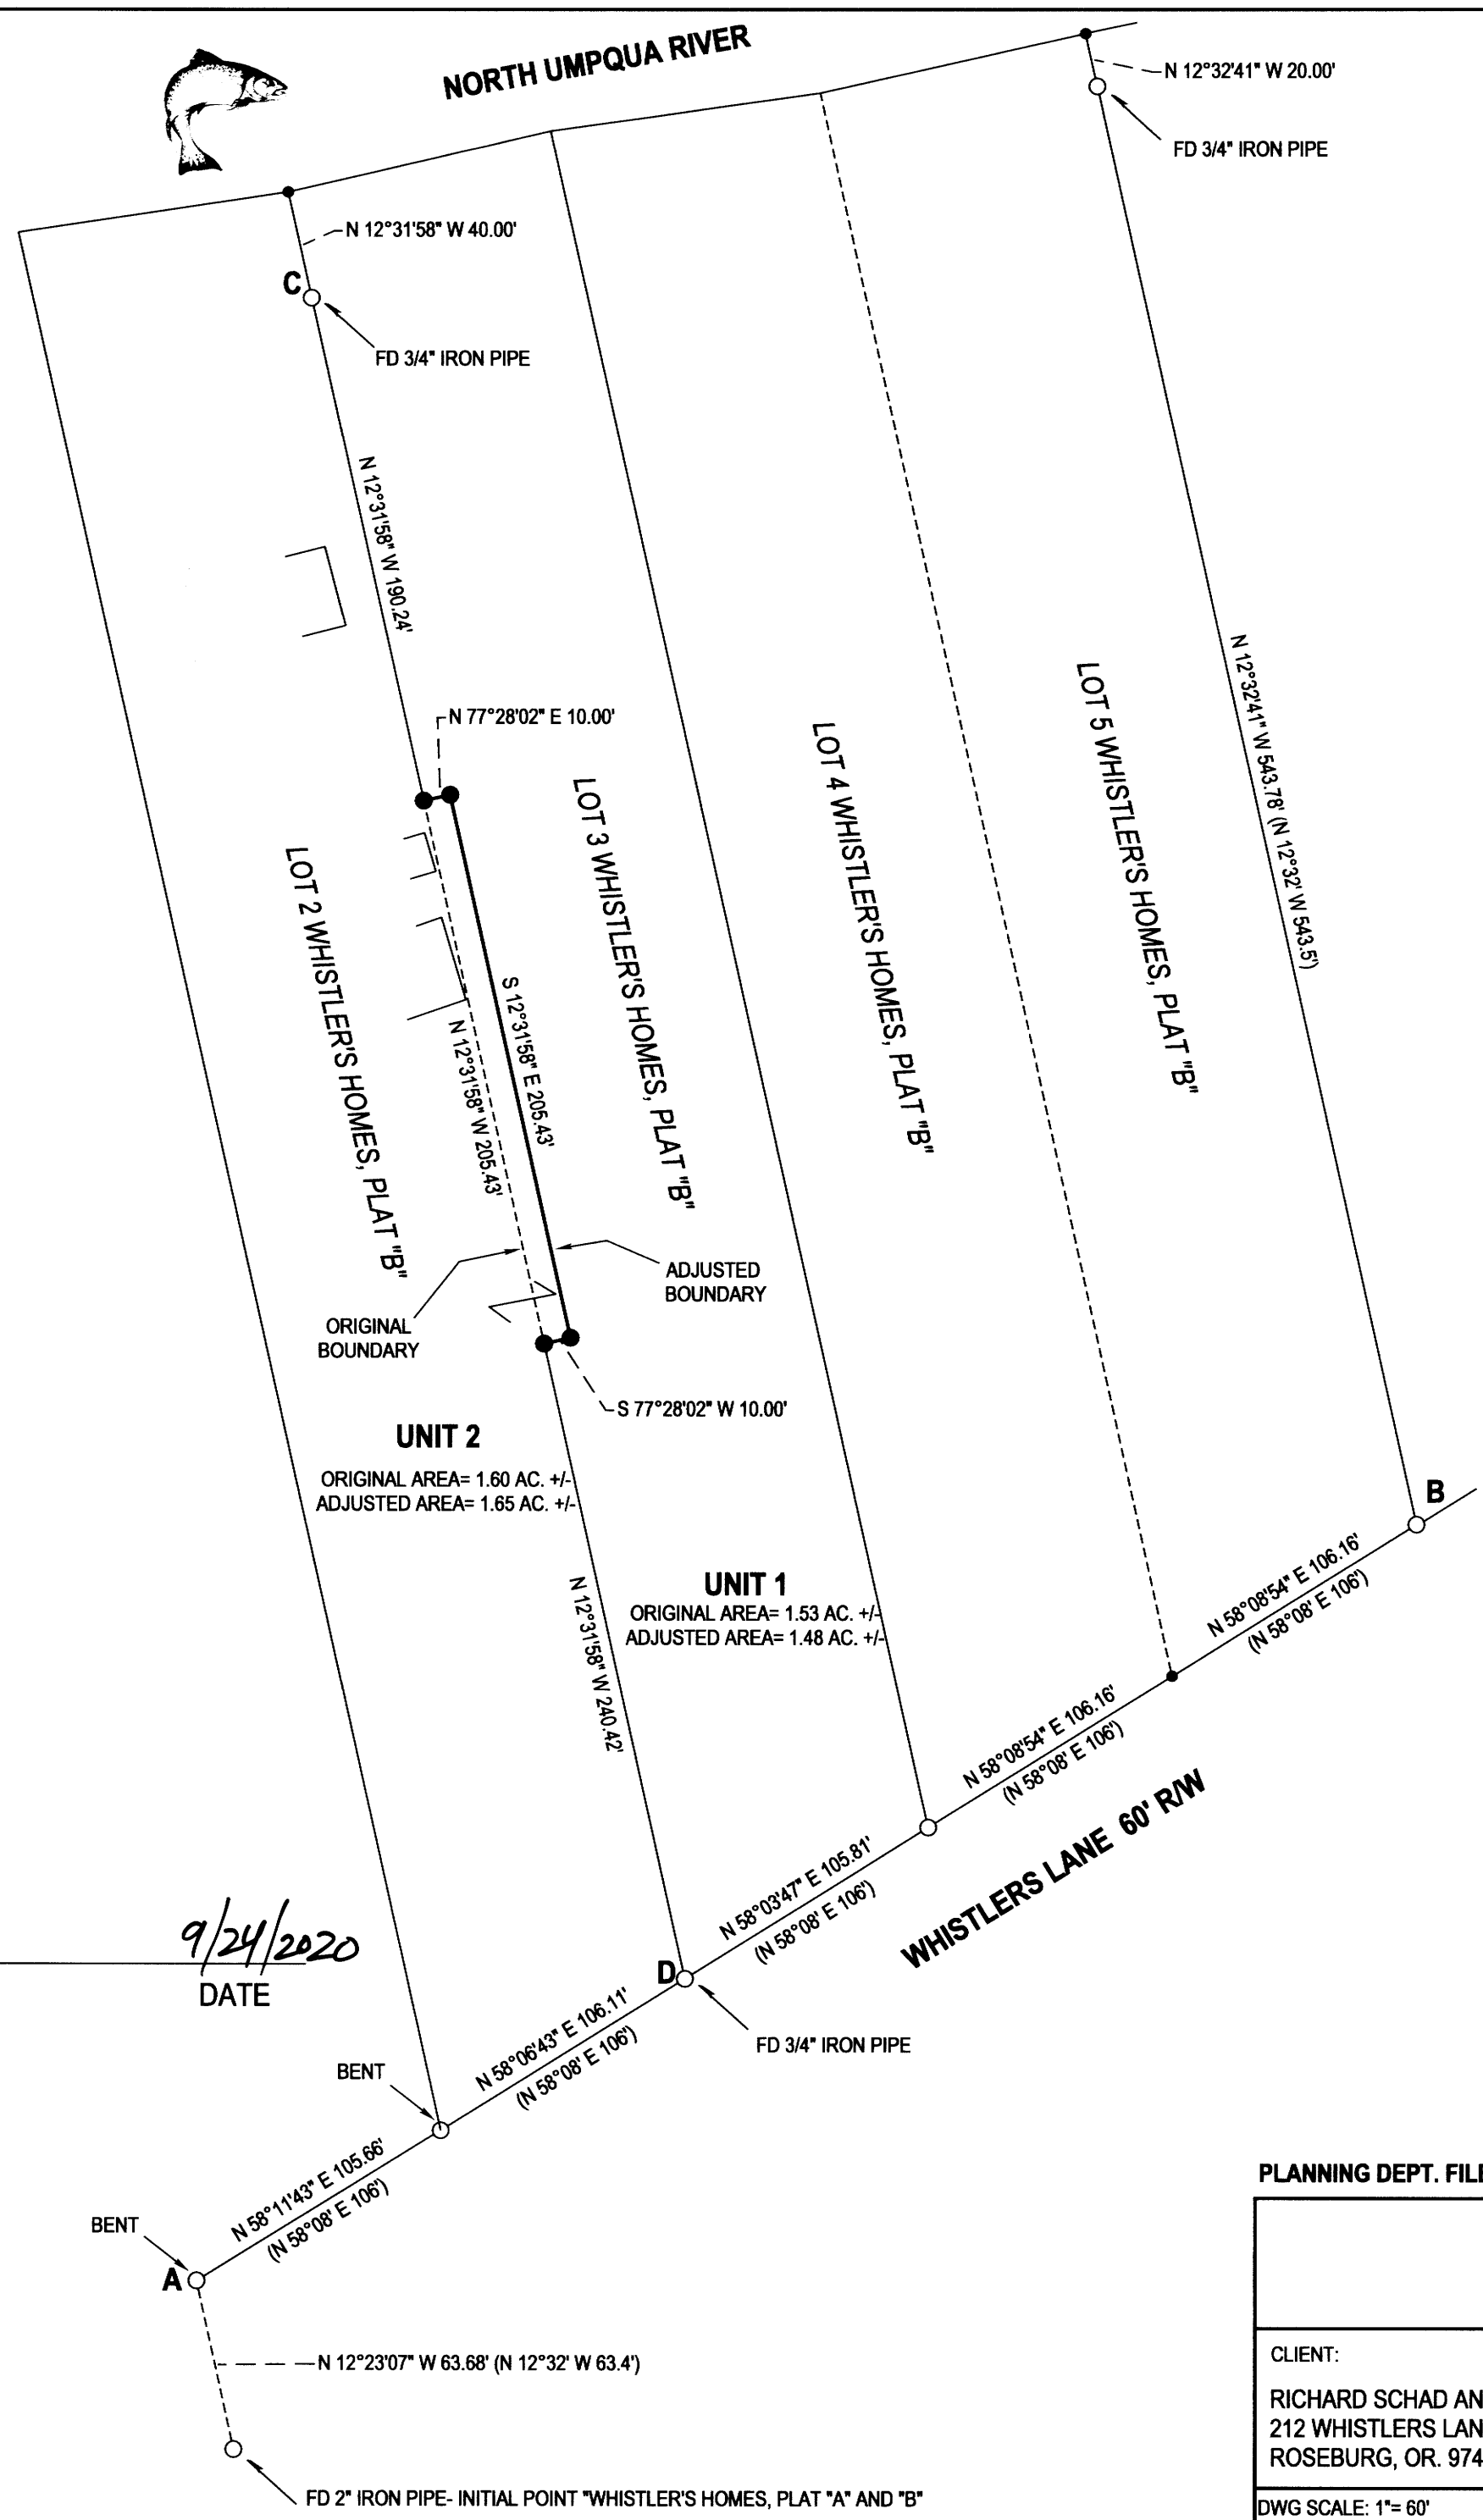 NORTH UMPQUA RIVER
N 12°32'41" W 20.00'
FD 3/4" IRON PIPE
N 12°31'58" W 40.00'
C
FD 3/4" IRON PIPE
N 12°31'58" W 190.24'
N 77°28'02" E 10.00'
LOT 2 WHISTLER'S HOMES, PLAT "B"
LOT 3 WHISTLER'S HOMES, PLAT "B"
LOT 4 WHISTLER'S HOMES, PLAT "B"
LOT 5 WHISTLER'S HOMES, PLAT "B"
N 12°32'41" W 543.78' (N 12°32' W 543.5')
S 12°31'58" E 205.43'
N 12°31'58" W 205.43'
ADJUSTED
BOUNDARY
ORIGINAL
BOUNDARY
S 77°28'02" W 10.00'
UNIT 2
ORIGINAL AREA= 1.60 AC. +/-
ADJUSTED AREA= 1.65 AC. +/-
UNIT 1
ORIGINAL AREA= 1.53 AC. +/-
ADJUSTED AREA= 1.48 AC. +/-
N 12°31'58" W 240.42'
B
N 58°08'54" E 106.16'
(N 58°08' E 106')
N 58°08'54" E 106.16'
(N 58°08' E 106')
N 58°03'47" E 105.81'
(N 58°08' E 106')
WHISTLERS LANE 60' R/W
9/24/2020
DATE
D
FD 3/4" IRON PIPE
N 58°06'43" E 106.11'
(N 58°08' E 106')
BENT
N 58°11'43" E 105.66'
(N 58°08' E 106')
BENT
A
N 12°23'07" W 63.68' (N 12°32' W 63.4')
FD 2" IRON PIPE- INITIAL POINT "WHISTLER'S HOMES, PLAT "A" AND "B"
PLANNING DEPT. FILE
CLIENT:
RICHARD SCHAD AN
212 WHISTLERS LAN
ROSEBURG, OR. 974
DWG SCALE: 1"= 60'